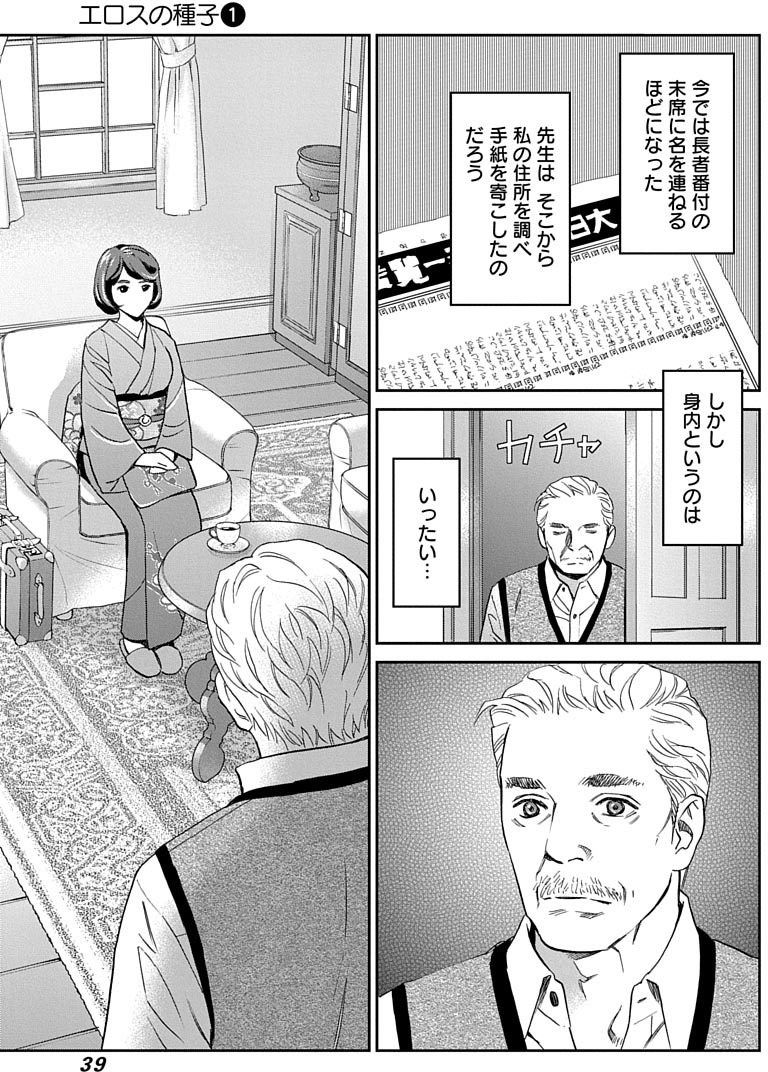 エロスの種子❶
今では長者番付の
末席に名を連ねる
ほどになった
先生は そこから
私の住所を調べ
手紙を寄こしたの
だろう
しかし
身内というのは
カチャ
いったい…
39